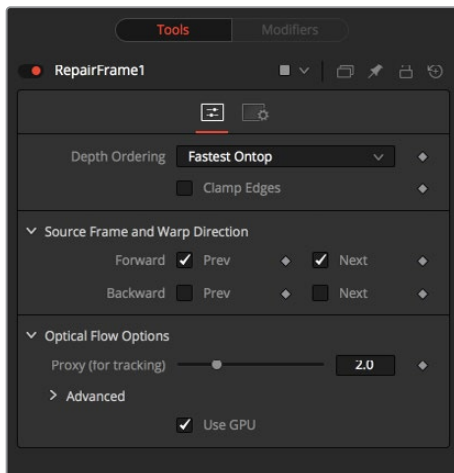 Tools Modifiers
RepairFrame1
Depth Ordering Fastest Ontop
Clamp Edges
Source Frame and Warp Direction
Forward Prev Next
Backward Prev Next
Optical Flow Options
Proxy (for tracking) 2.0
Advanced
Use GPU